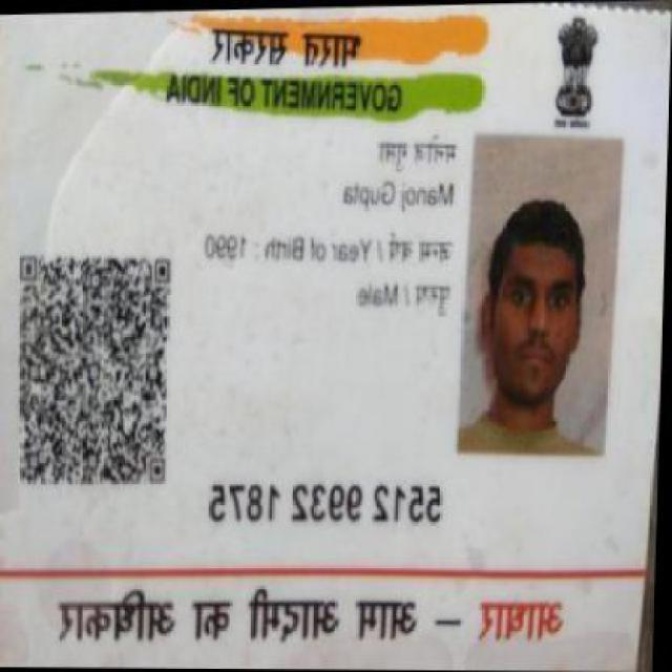 भारत सरकार
GOVERNMENT OF INDIA
मनोज गुप्ता
Manoj Gupta
जन्म वर्ष / Year of Birth : 1990
पुरुष / Male
5512 9932 1875
आधार – आम आदमी का अधिकार